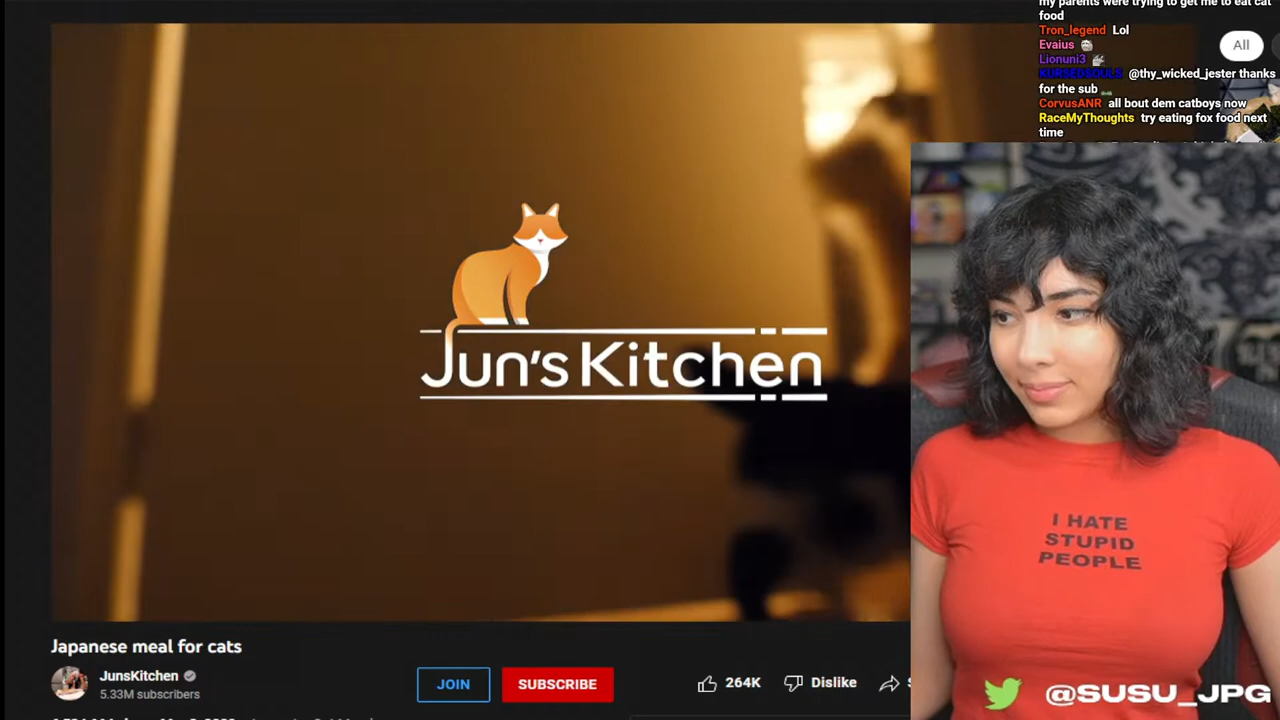 my parents were trying to get me to eat cat
food
Tron_legend Lol
Evaius
Lionuni3
KURSEDSOULS @thy_wicked_jester thanks
for the sub
CorvusANR all bout dem catboys now
RaceMyThoughts try eating fox food next
time
All
Jun's Kitchen
I HATE
STUPID
PEOPLE
Japanese meal for cats
JunsKitchen
5.33M subscribers
JOIN
SUBSCRIBE
264K
Dislike
@SUSU_JPG